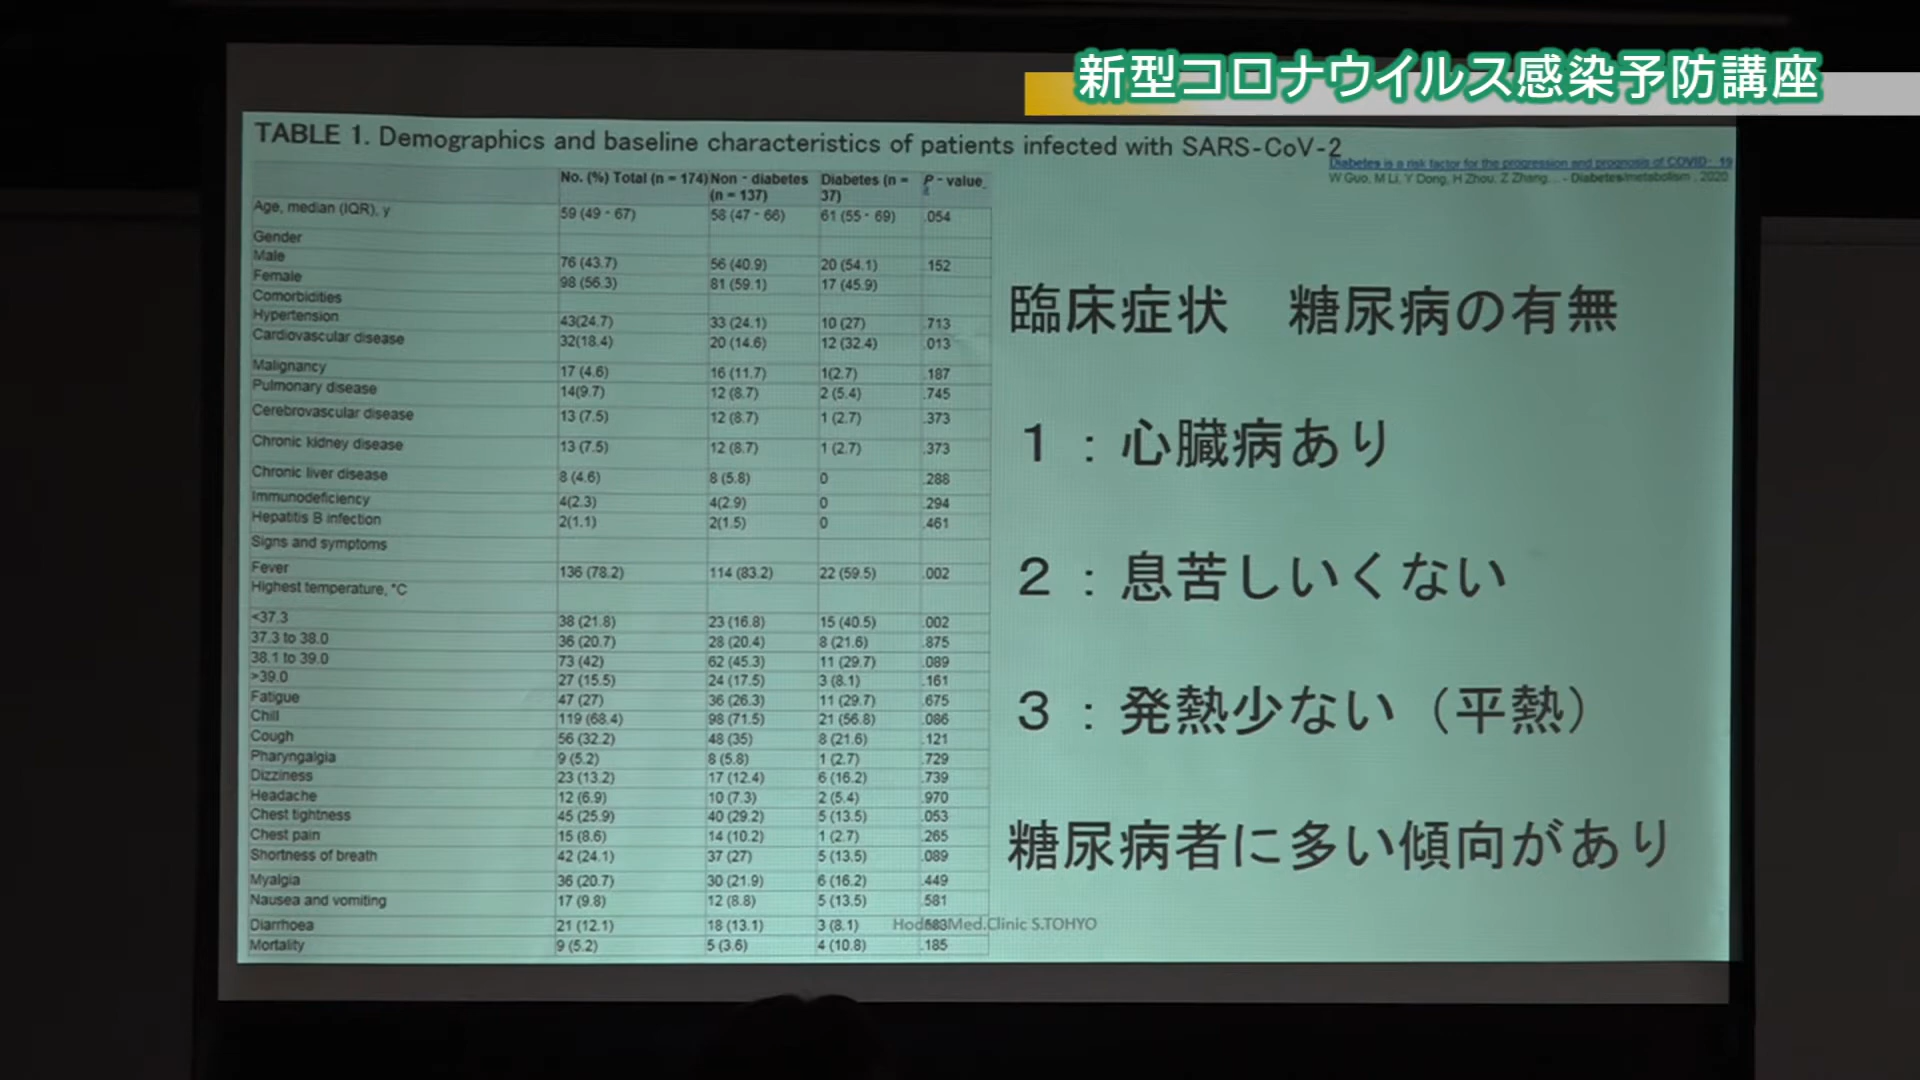 新型コロナウイルス感染予防講座
TABLE 1. Demographics and baseline characteristics of patients infected with SARS-CoV-2
Diabetes is a risk factor for the progression and prognosis of COVID-19
W Guo, M Li, Y Dong, H Zhou, Z Zhang... - Diabetes/metabolism, 2020
No. (%) Total (n = 174) Non - diabetes (n = 137) Diabetes (n = 37) P - value
Age, median (IQR), y 59 (49 - 67) 58 (47 - 66) 61 (55 - 69) .054
Gender
Male 76 (43.7) 56 (40.9) 20 (54.1) .152
Female 98 (56.3) 81 (59.1) 17 (45.9)
Comorbidities
Hypertension 43(24.7) 33 (24.1) 10 (27) .713
Cardiovascular disease 32(18.4) 20 (14.6) 12 (32.4) .013
Malignancy 17 (4.6) 16 (11.7) 1(2.7) .187
Pulmonary disease 14(9.7) 12 (8.7) 2 (5.4) .745
Cerebrovascular disease 13 (7.5) 12 (8.7) 1 (2.7) .373
Chronic kidney disease 13 (7.5) 12 (8.7) 1 (2.7) .373
Chronic liver disease 8 (4.6) 8 (5.8) 0 .288
Immunodeficiency 4(2.3) 4(2.9) 0 .294
Hepatitis B infection 2(1.1) 2(1.5) 0 .461
Signs and symptoms
Fever 136 (78.2) 114 (83.2) 22 (59.5) .002
Highest temperature, °C
<37.3 38 (21.8) 23 (16.8) 15 (40.5) .002
37.3 to 38.0 36 (20.7) 28 (20.4) 8 (21.6) .875
38.1 to 39.0 73 (42) 62 (45.3) 11 (29.7) .089
>39.0 27 (15.5) 24 (17.5) 3 (8.1) .161
Fatigue 47 (27) 36 (26.3) 11 (29.7) .675
Chill 119 (68.4) 98 (71.5) 21 (56.8) .086
Cough 56 (32.2) 48 (35) 8 (21.6) .121
Pharyngalgia 9 (5.2) 8 (5.8) 1 (2.7) .729
Dizziness 23 (13.2) 17 (12.4) 6 (16.2) .739
Headache 12 (6.9) 10 (7.3) 2 (5.4) .970
Chest tightness 45 (25.9) 40 (29.2) 5 (13.5) .053
Chest pain 15 (8.6) 14 (10.2) 1 (2.7) .265
Shortness of breath 42 (24.1) 37 (27) 5 (13.5) .089
Myalgia 36 (20.7) 30 (21.9) 6 (16.2) .449
Nausea and vomiting 17 (9.8) 12 (8.8) 5 (13.5) .581
Diarrhoea 21 (12.1) 18 (13.1) 3 (8.1) .583
Mortality 9 (5.2) 5 (3.6) 4 (10.8) .185
臨床症状 糖尿病の有無
1：心臓病あり
2：息苦しいくない
3：発熱少ない（平熱）
糖尿病者に多い傾向があり
Med.Clinic S.TOHYO